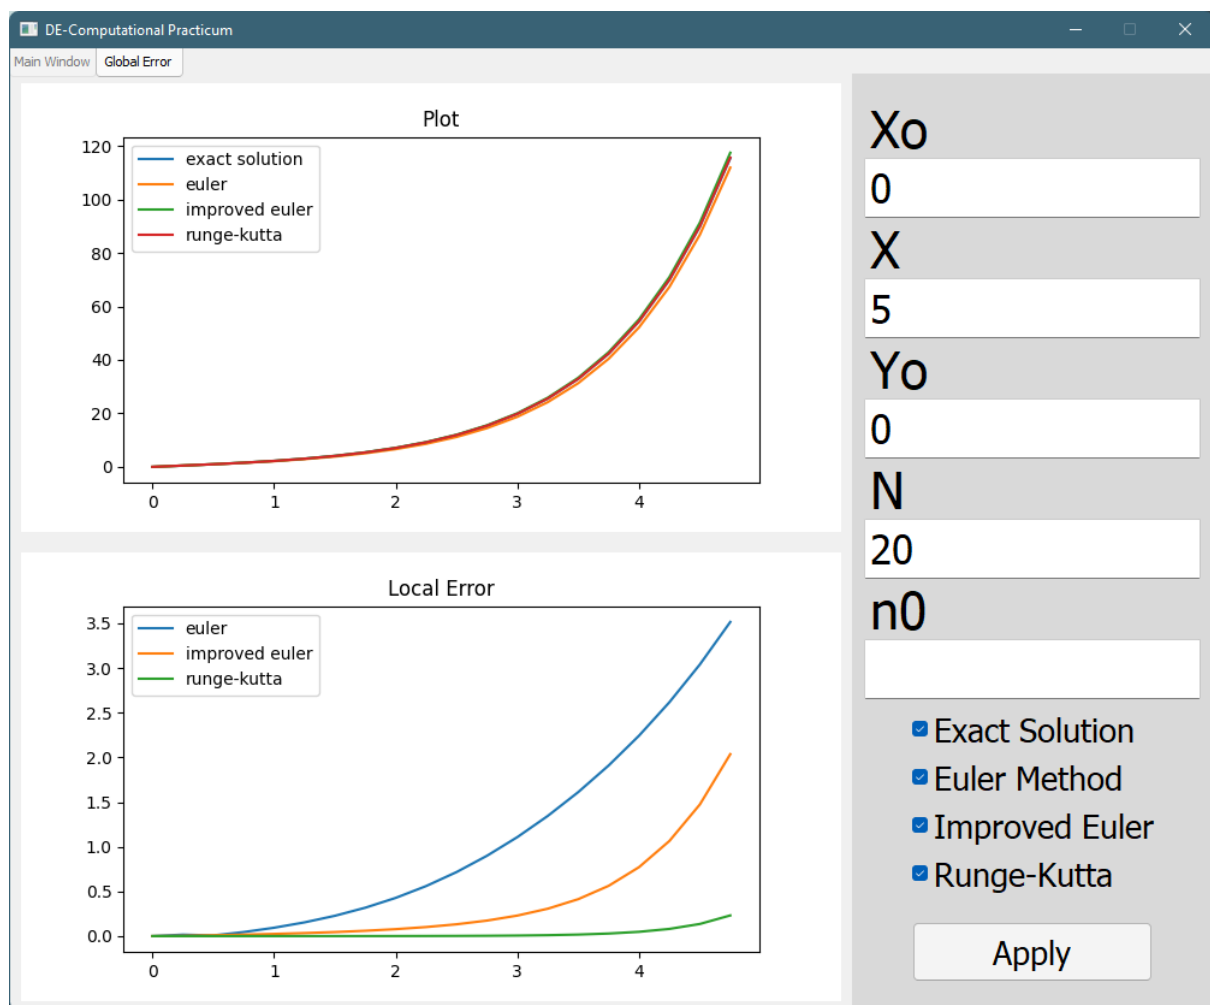 DE-Computational Practicum
Main Window Global Error
Plot
120
100
80
60
40
20
0
exact solution
euler
improved euler
runge-kutta
0 1 2 3 4
Local Error
3.5
3.0
2.5
2.0
1.5
1.0
0.5
0.0
euler
improved euler
runge-kutta
0 1 2 3 4
Xo
0
X
5
Yo
0
N
20
n0
Exact Solution
Euler Method
Improved Euler
Runge-Kutta
Apply